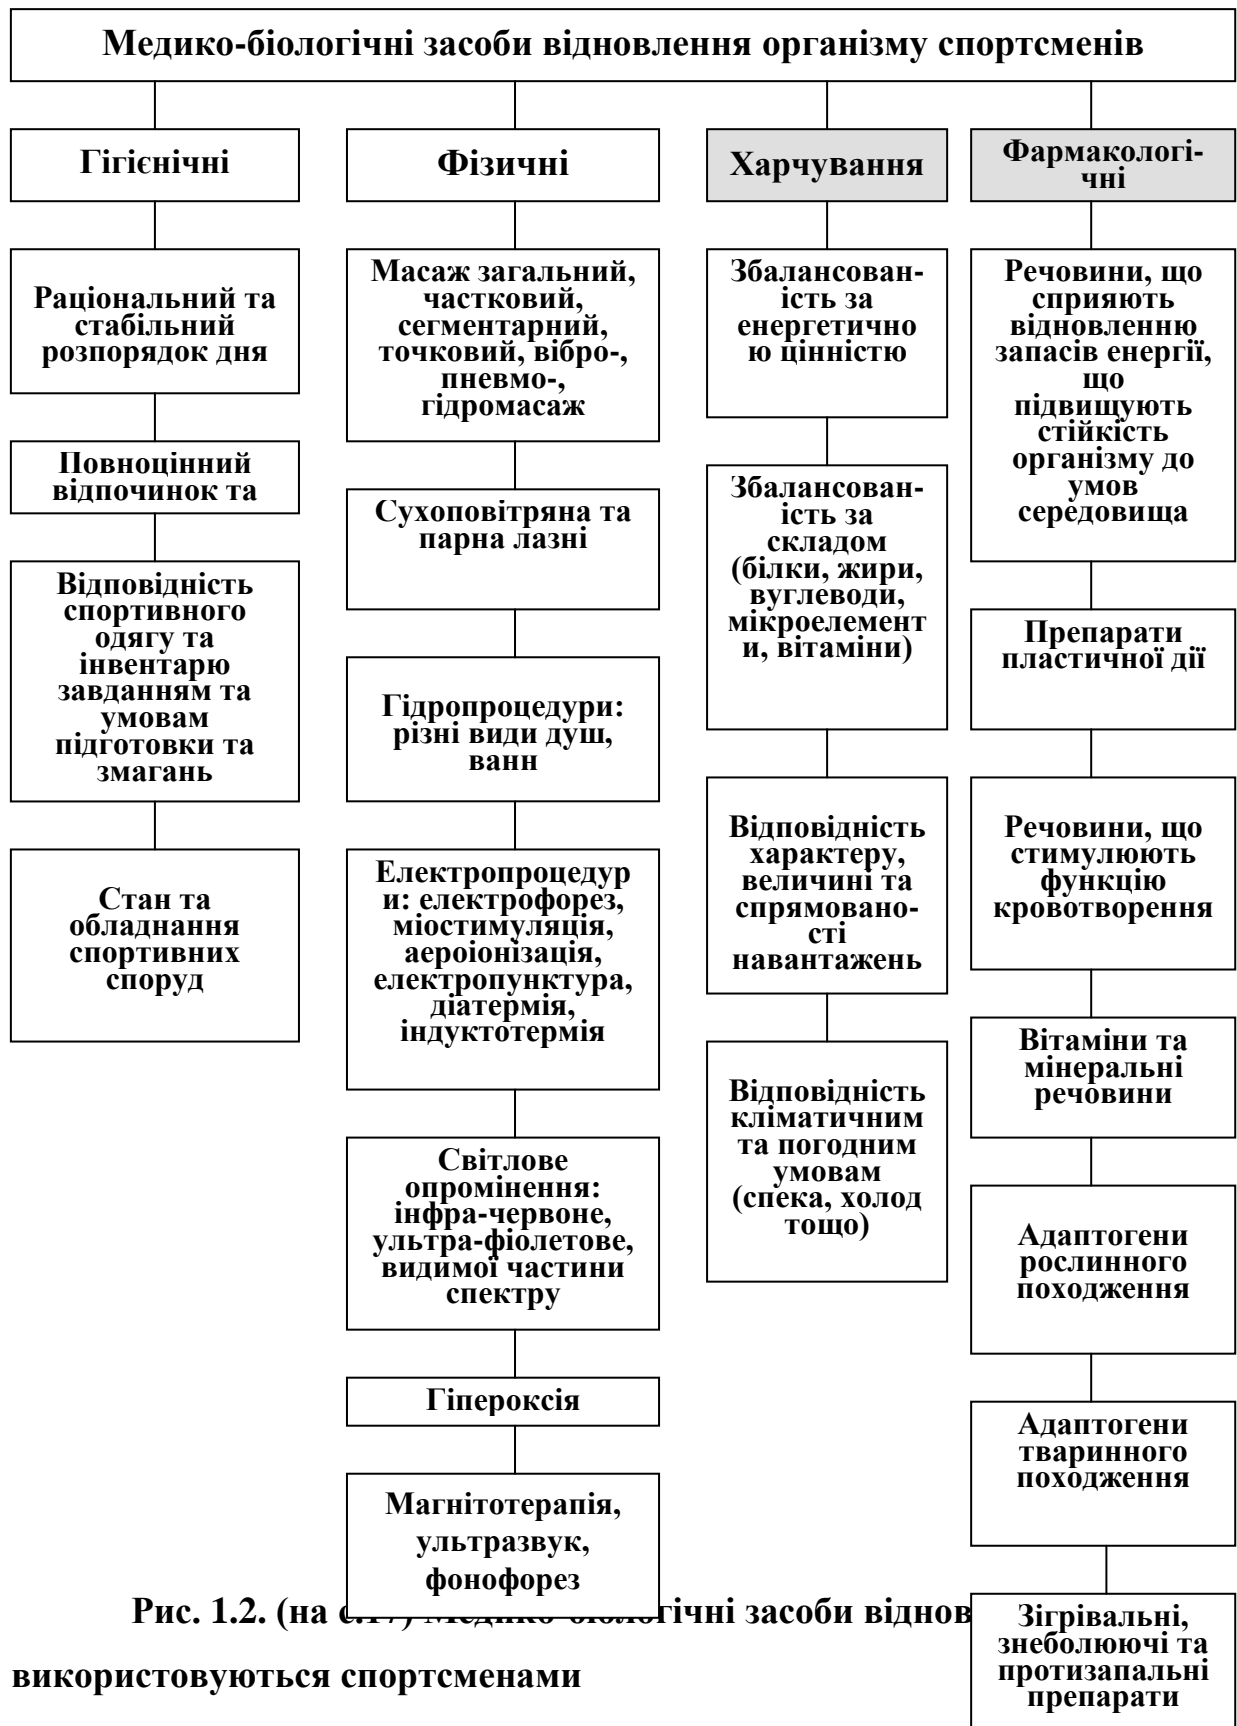 Медико-біологічні засоби відновлення організму спортсменів
Гігієнічні
Раціональний та
стабільний
розпорядок дня
Повноцінний
відпочинок та
Відповідність
спортивного
одягу та
інвентарю
завданням та
умовам
підготовки та
змагань
Стан та
обладнання
спортивних
споруд
Фізичні
Масаж загальний,
частковий,
сегментарний,
точковий, вібро-,
пневмо-,
гідромасаж
Сухоповітряна та
парна лазні
Гідропроцедури:
різні види душ,
ванн
Електропроцедур
и: електрофорез,
міостимуляція,
аероіонізація,
електропунктура,
діатермія,
індуктотермія
Світлове
опромінення:
інфра-червоне,
ультра-фіолетове,
видимої частини
спектру
Гіпероксія
Магнітотерапія,
ультразвук,
фонофорез
Харчування
Збалансован-
ість за
енергетично
ю цінністю
Збалансован-
ість за
складом
(білки, жири,
вуглеводи,
мікроелемент
и, вітаміни)
Відповідність
характеру,
величині та
спрямовано-
сті
навантажень
Відповідність
кліматичним
та погодним
умовам
(спека, холод
тощо)
Фармакологі-
чні
Речовини, що
сприяють
відновленню
запасів енергії,
що
підвищують
стійкість
організму до
умов
середовища
Препарати
пластичної дії
Речовини, що
стимулюють
функцію
кровотворення
Вітаміни та
мінеральні
речовини
Адаптогени
рослинного
походження
Адаптогени
тваринного
походження
Зігрівальні,
знеболюючі та
протизапальні
препарати
Рис. 1.2. (на с.17) Медико-біологічні засоби віднов
використовуються спортсменами